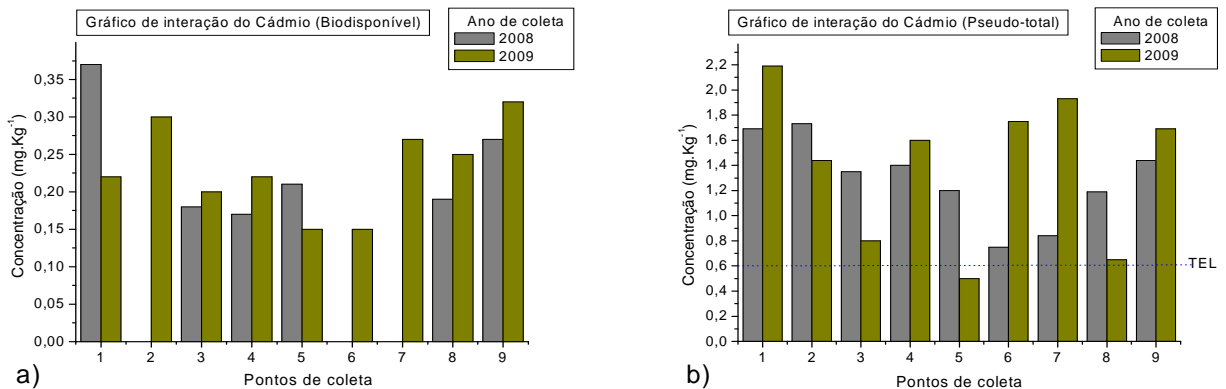 Gráfico de interação do Cádmio (Biodisponível)
Ano de coleta
2008
2009
Concentração (mg.Kg-1)
0,35
0,30
0,25
0,20
0,15
0,10
0,05
0,00
1 2 3 4 5 6 7 8 9
Pontos de coleta
a)
Gráfico de interação do Cádmio (Pseudo-total)
Ano de coleta
2008
2009
Concentração (mg.Kg-1)
2,2
2,0
1,8
1,6
1,4
1,2
1,0
0,8
0,6
0,4
0,2
0,0
TEL
1 2 3 4 5 6 7 8 9
Pontos de coleta
b)